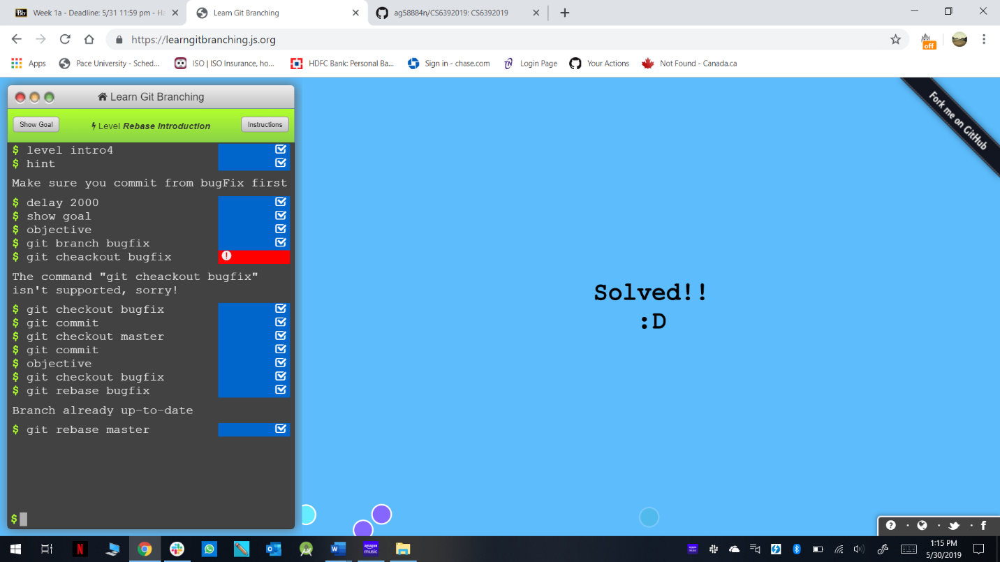 Week 1a - Deadline: 5/31 11:59 pm - Ha
Learn Git Branching
ag58884n/CS6392019: CS6392019
https://learngitbranching.js.org
off
Apps
Pace University - Sched...
ISO | ISO Insurance, ho...
HDFC Bank: Personal Ba...
Sign in - chase.com
Login Page
Your Actions
Not Found - Canada.ca
Learn Git Branching
Show Goal
Level Rebase Introduction
Instructions
$ level intro4
$ hint
Make sure you commit from bugFix first
$ delay 2000
$ show goal
$ objective
$ git branch bugfix
$ git cheackout bugfix
The command "git cheackout bugfix"
isn't supported, sorry!
$ git checkout bugfix
$ git commit
$ git checkout master
$ git commit
$ objective
$ git checkout bugfix
$ git rebase bugfix
Branch already up-to-date
$ git rebase master
$
Solved!!
:D
Fork me on GitHub
1:15 PM
5/30/2019